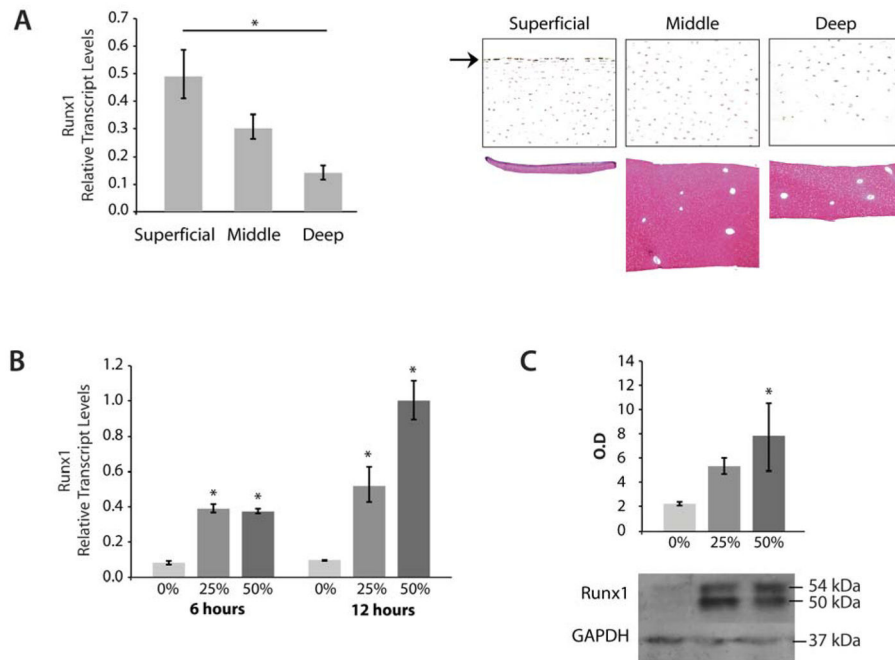 A
*
Runx1
Relative Transcript Levels
0.7
0.6
0.5
0.4
0.3
0.2
0.1
0.0
Superficial Middle Deep
Superficial Middle Deep
B
Runx1
Relative Transcript Levels
1.2
1.0
0.8
0.6
0.4
0.2
0.0
* * * *
0% 25% 50% 0% 25% 50%
6 hours 12 hours
C
O.D
14
12
10
8
6
4
2
0
*
0% 25% 50%
Runx1
54 kDa
50 kDa
GAPDH
37 kDa